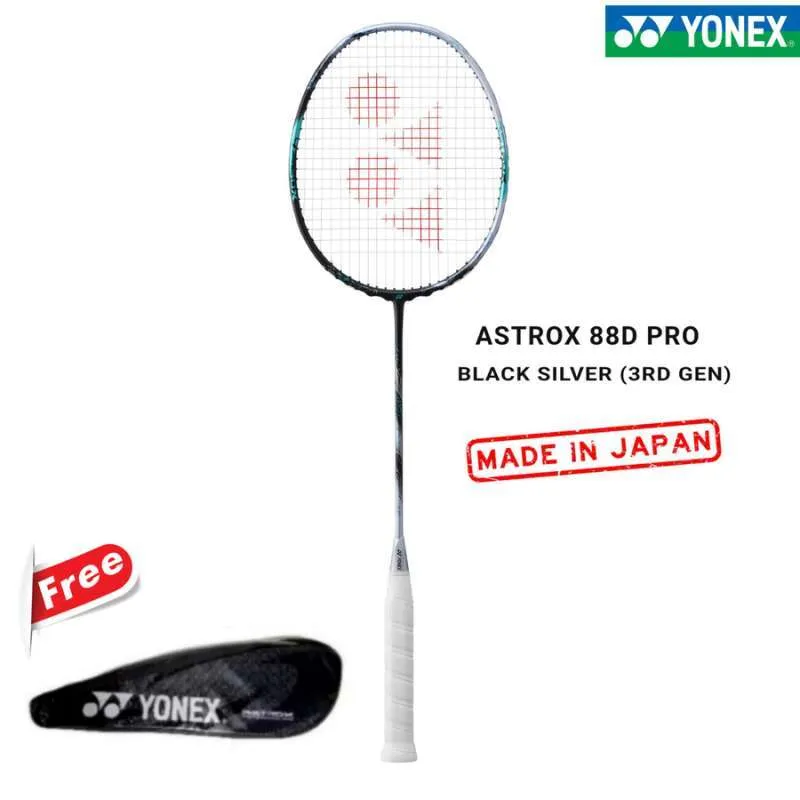 YONEX
ASTROX 88D PRO
BLACK SILVER (3RD GEN)
MADE IN JAPAN
Free
YONEX